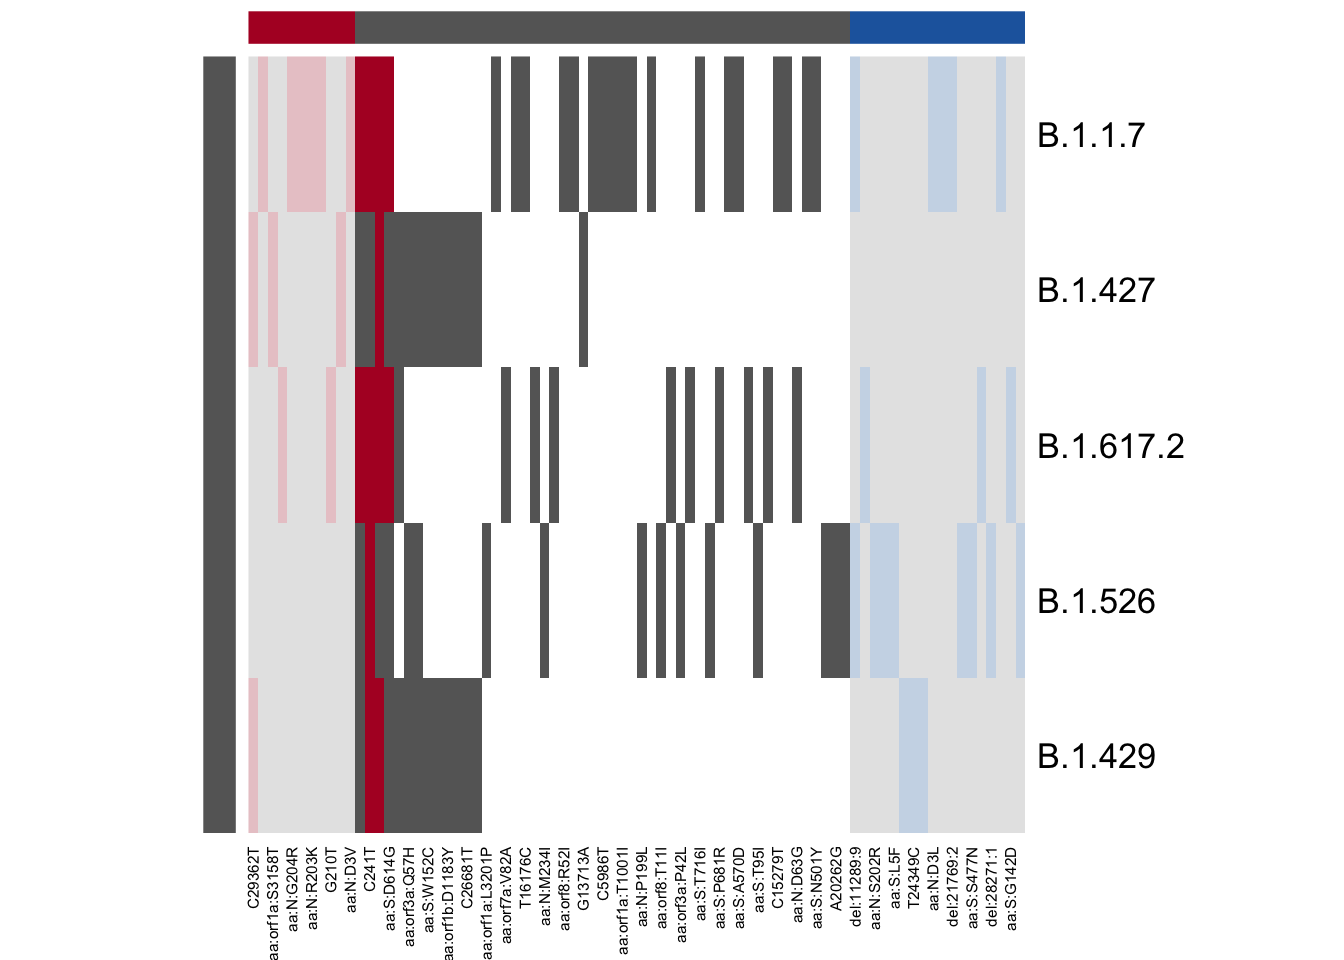 B.1.1.7
B.1.427
B.1.617.2
B.1.526
B.1.429
C29362T
aa:orf1a:S3158T
aa:N:G204R
aa:N:R203K
G210T
aa:N:D3V
C241T
aa:S:D614G
aa:orf3a:Q57H
aa:S:W152C
aa:orf1b:D1183Y
C26681T
aa:orf1a:L3201P
aa:orf7a:V82A
T16176C
aa:N:M234I
aa:orf8:R52I
G13713A
C5986T
aa:orf1a:T1001I
aa:N:P199L
aa:orf8:T11I
aa:orf3a:P42L
aa:S:T716I
aa:S:P681R
aa:S:A570D
aa:S:T95I
C15279T
aa:N:D63G
aa:S:N501Y
A20262G
del:11289:9
aa:N:S202R
aa:S:L5F
T24349C
aa:N:D3L
del:21769:2
aa:S:S477N
del:28271:1
aa:S:G142D